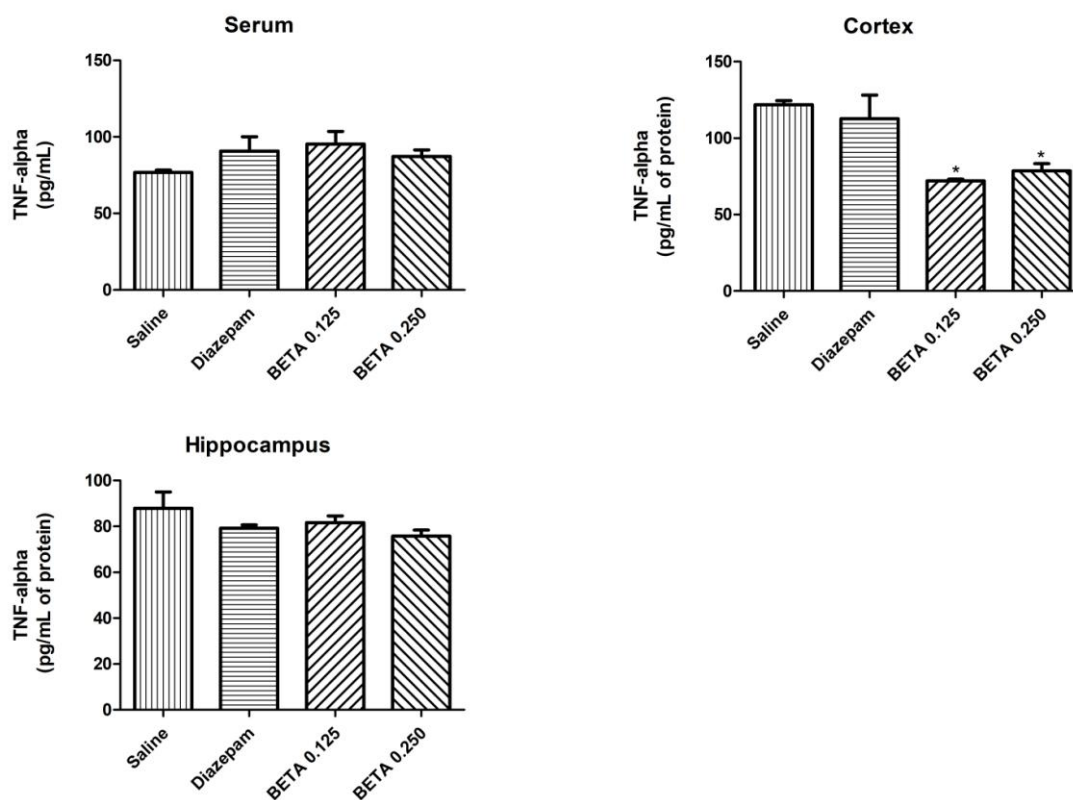 Serum
TNF-alpha
(pg/mL)
150
100
50
0
Saline
Diazepam
BETA 0.125
BETA 0.250
Cortex
TNF-alpha
(pg/mL of protein)
150
100
50
0
*
*
Saline
Diazepam
BETA 0.125
BETA 0.250
Hippocampus
TNF-alpha
(pg/mL of protein)
100
80
60
40
20
0
Saline
Diazepam
BETA 0.125
BETA 0.250